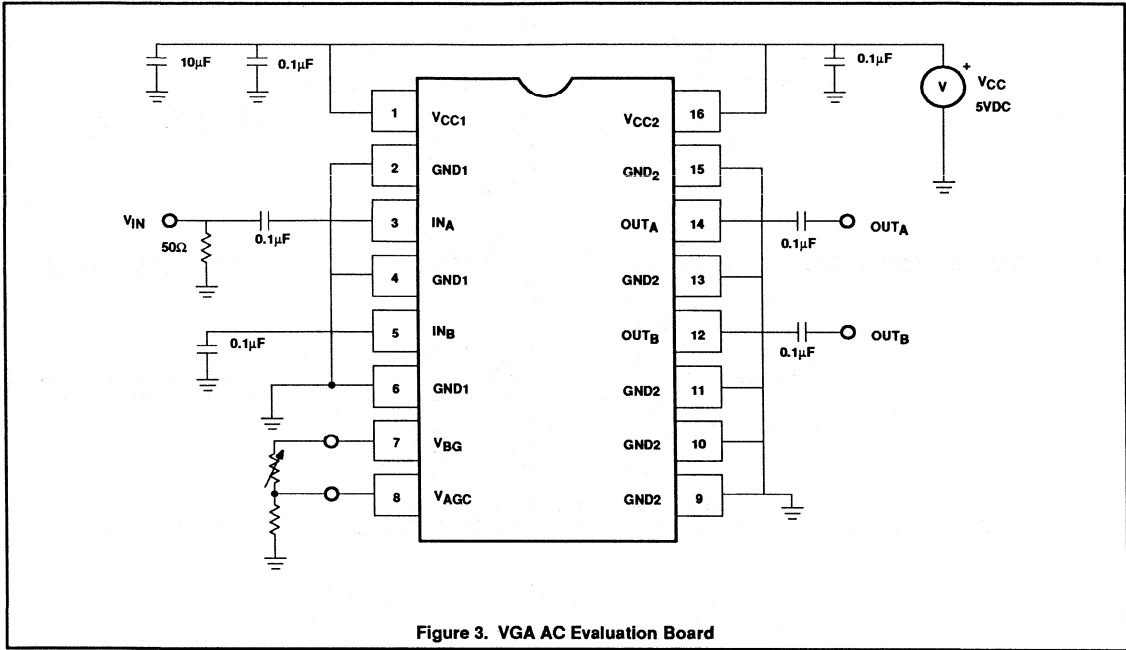 10µF
0.1µF
0.1µF
V
+
VCC
5VDC
1
VCC1
VCC2
16
2
GND1
GND2
15
VIN
50Ω
0.1µF
3
INA
OUTA
14
0.1µF
OUTA
4
GND1
GND2
13
0.1µF
5
INB
OUTB
12
0.1µF
OUTB
6
GND1
GND2
11
7
VBG
GND2
10
8
VAGC
GND2
9
Figure 3. VGA AC Evaluation Board